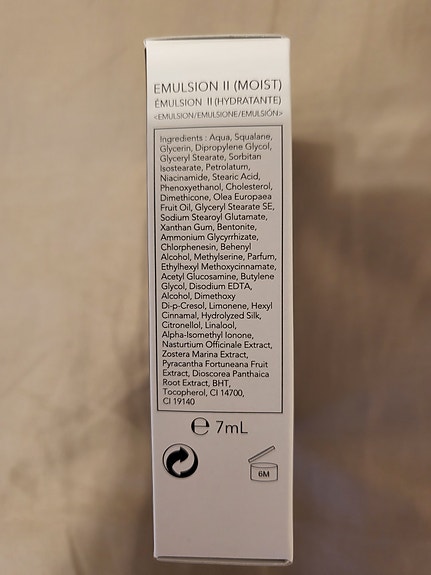 EMULSION II (MOIST)
ÉMULSION II (HYDRATANTE)
<EMULSION/EMULSIONE/EMULSIÓN>
Ingredients : Aqua, Squalane,
Glycerin, Dipropylene Glycol,
Glyceryl Stearate, Sorbitan
Isostearate, Petrolatum,
Niacinamide, Stearic Acid,
Phenoxyethanol, Cholesterol,
Dimethicone, Olea Europaea
Fruit Oil, Glyceryl Stearate SE,
Sodium Stearoyl Glutamate,
Xanthan Gum, Bentonite,
Ammonium Glycyrrhizate,
Chlorphenesin, Behenyl
Alcohol, Methylserine, Parfum,
Ethylhexyl Methoxycinnamate,
Acetyl Glucosamine, Butylene
Glycol, Disodium EDTA,
Alcohol, Dimethoxy
Di-p-Cresol, Limonene, Hexyl
Cinnamal, Hydrolyzed Silk,
Citronellol, Linalool,
Alpha-Isomethyl Ionone,
Nasturtium Officinale Extract,
Zostera Marina Extract,
Pyracantha Fortuneana Fruit
Extract, Dioscorea Panthaica
Root Extract, BHT,
Tocopherol, CI 14700,
CI 19140
℮ 7mL
6M